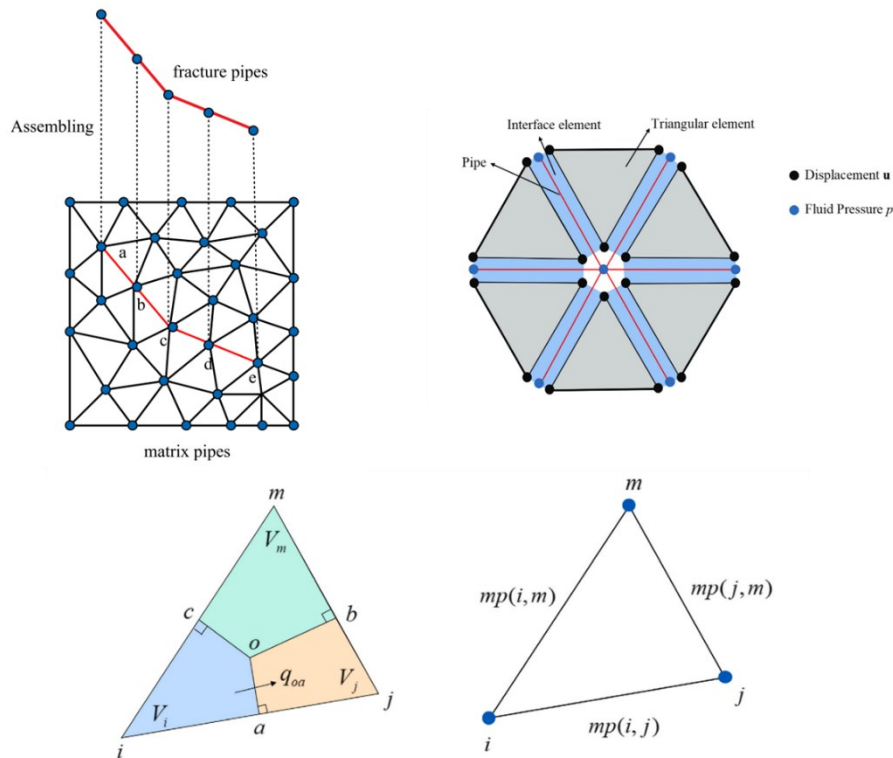 fracture pipes
Assembling
a
b
c
d
e
matrix pipes
Interface element
Triangular element
Pipe
Displacement u
Fluid Pressure p
m
V_m
c
b
o
q_oa
V_j
j
V_i
a
i
m
mp(i,m)
mp(j,m)
j
i
mp(i,j)